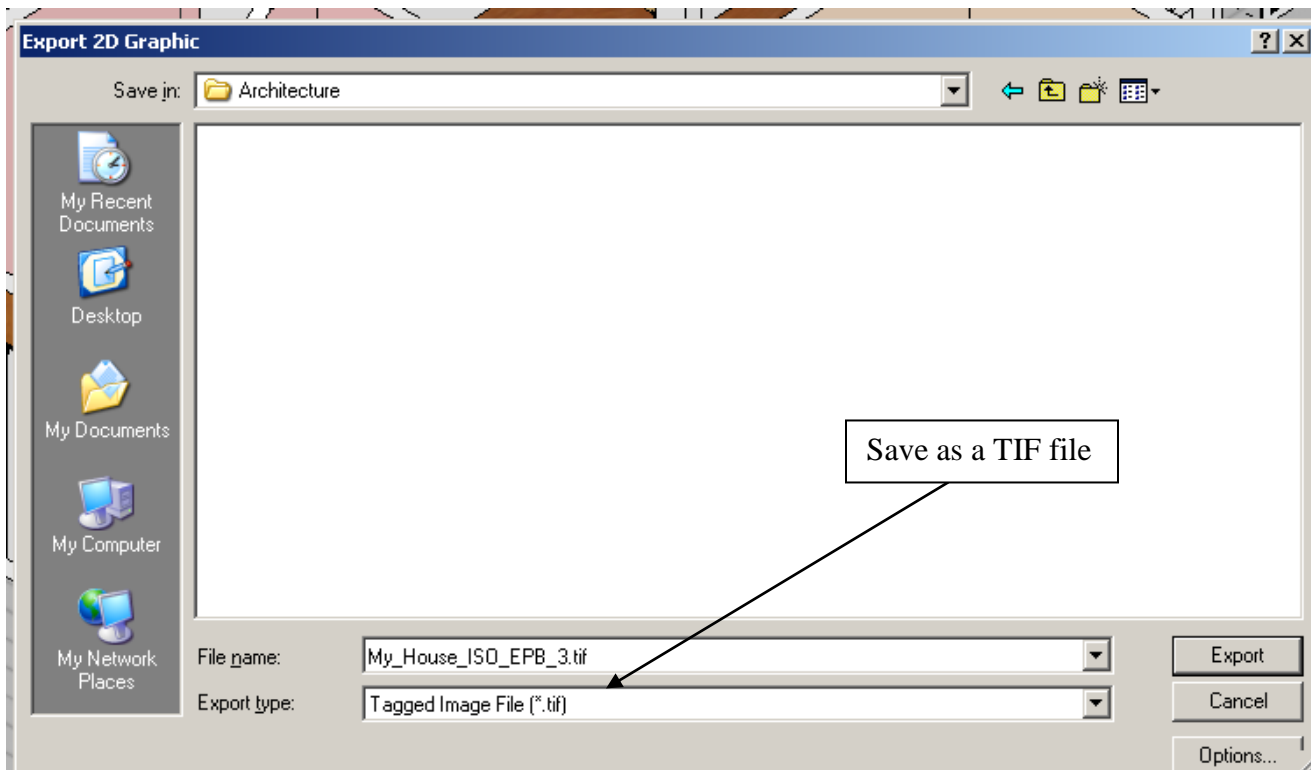 Export 2D Graphic
Save in: Architecture
My Recent
Documents
Desktop
My Documents
My Computer
My Network
Places
Save as a TIF file
File name: My_House_ISO_EPB_3.tif Export
Export type: Tagged Image File (*.tif) Cancel
Options...